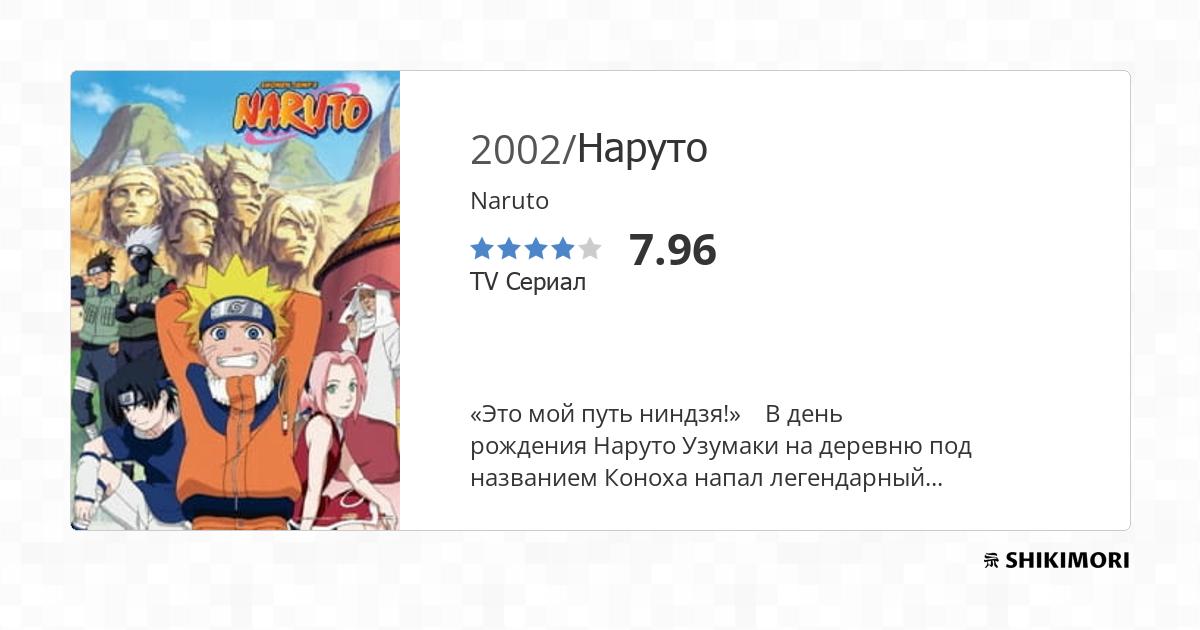 SHONEN JUMP'S
NARUTO
2002/Наруто
Naruto
7.96
TV Сериал
«Это мой путь ниндзя!» В день
рождения Наруто Узумаки на деревню под
названием Коноха напал легендарный...
SHIKIMORI